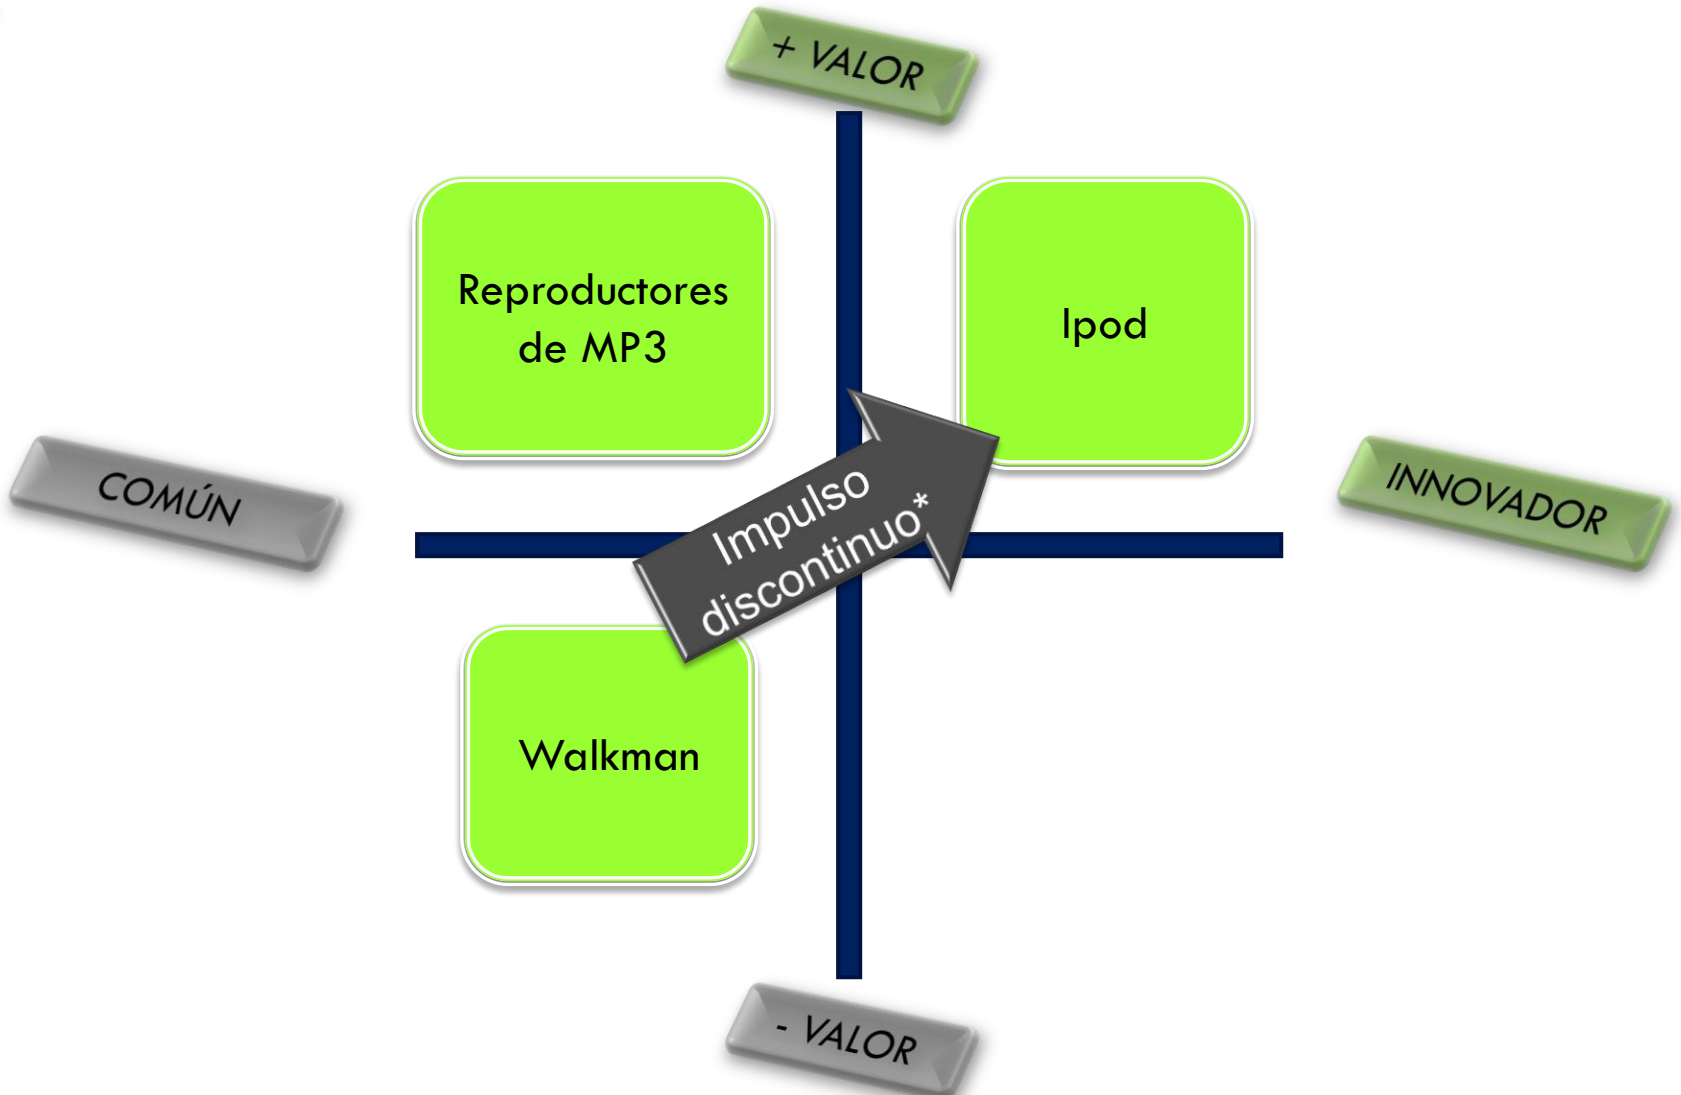 + VALOR
Reproductores
de MP3
Ipod
COMÚN
INNOVADOR
Impulso
discontinuo*
Walkman
- VALOR